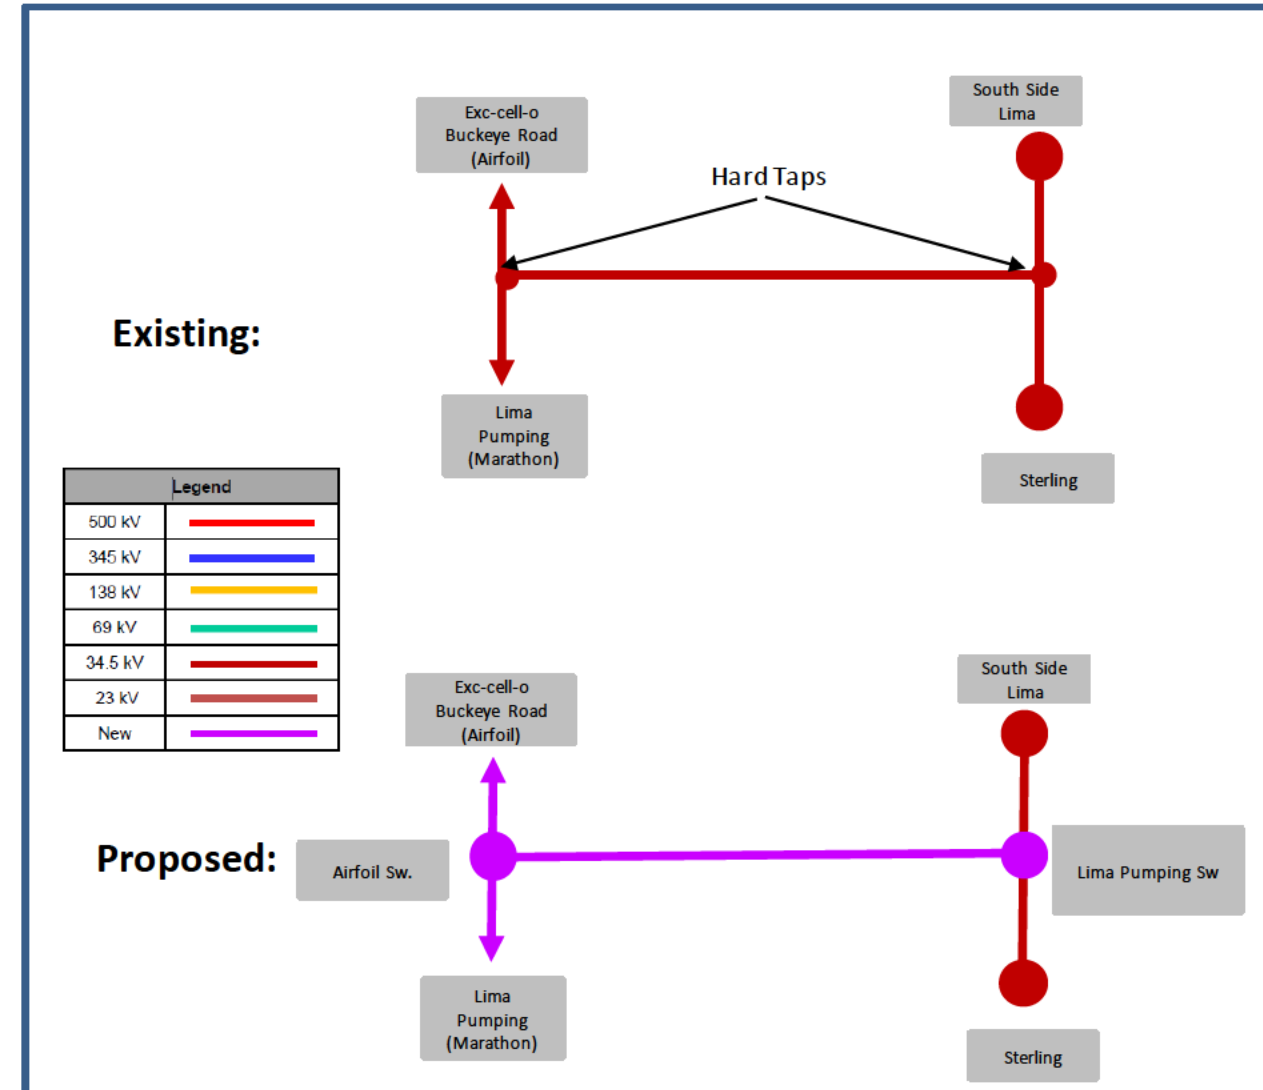 South Side
Lima
Exc-cell-o
Buckeye Road
(Airfoil)
Hard Taps
Existing:
Lima
Pumping
(Marathon)
Sterling
Legend
500 kV
345 kV
138 kV
69 kV
34.5 kV
23 kV
New
South Side
Lima
Exc-cell-o
Buckeye Road
(Airfoil)
Proposed:
Airfoil Sw.
Lima Pumping Sw
Lima
Pumping
(Marathon)
Sterling